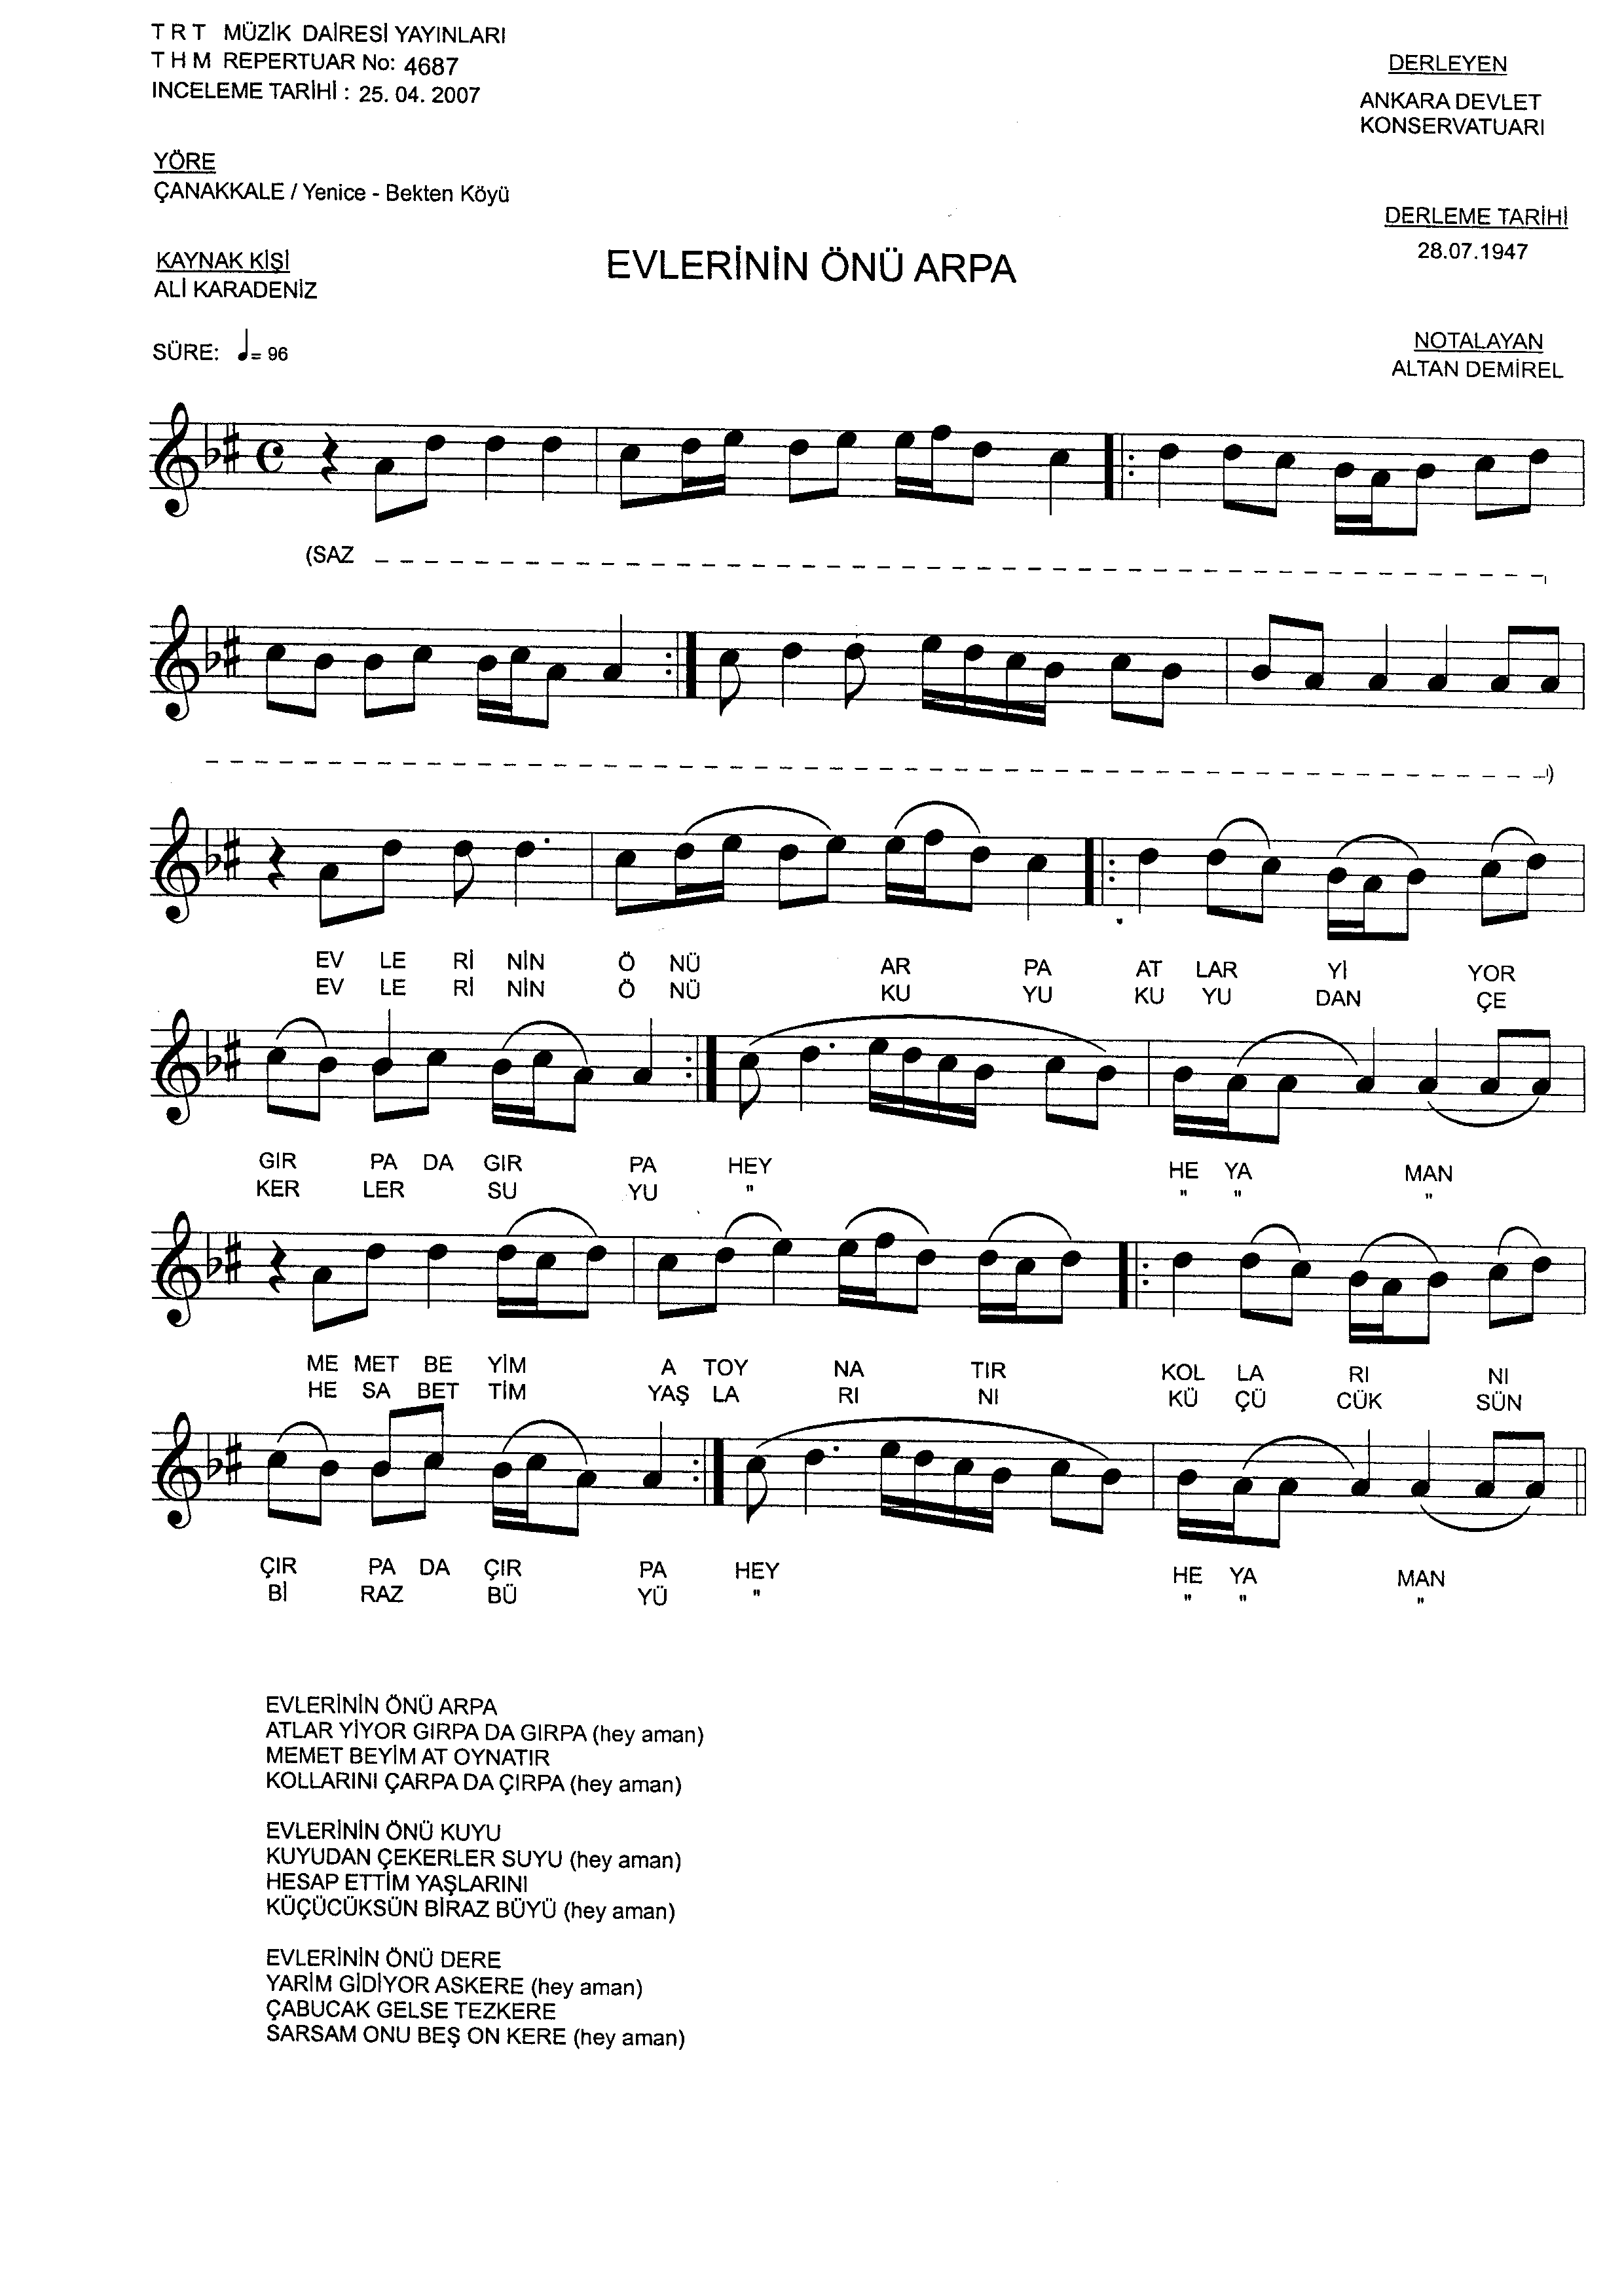 T R T MÜZİK DAİRESİ YAYINLARI
T H M REPERTUAR No: 4687
INCELEME TARİHİ : 25. 04. 2007
DERLEYEN
ANKARA DEVLET
KONSERVATUARI
YÖRE
ÇANAKKALE / Yenice - Bekten Köyü
DERLEME TARİHİ
28.07.1947
KAYNAK KİŞİ
ALİ KARADENİZ
EVLERİNİN ÖNÜ ARPA
SÜRE: = 96
NOTALAYAN
ALTAN DEMİREL
(SAZ
)
EV LE Rİ NİN Ö NÜ AR PA AT LAR Yİ YOR
EV LE Rİ NİN Ö NÜ KU YU KU YU DAN ÇE
GIR PA DA GIR PA HEY HE YA MAN
KER LER SU YU " " " "
ME MET BE YİM A TOY NA TIR KOL LA RI NI
HE SA BET TİM YAŞ LA RI NI KÜ ÇÜ CÜK SÜN
ÇIR PA DA ÇIR PA HEY HE YA MAN
Bİ RAZ BÜ YÜ " " " "
EVLERİNİN ÖNÜ ARPA
ATLAR YİYOR GIRPA DA GIRPA (hey aman)
MEMET BEYİM AT OYNATIR
KOLLARINI ÇARPA DA ÇIRPA (hey aman)
EVLERİNİN ÖNÜ KUYU
KUYUDAN ÇEKERLER SUYU (hey aman)
HESAP ETTİM YAŞLARINI
KÜÇÜCÜKSÜN BİRAZ BÜYÜ (hey aman)
EVLERİNİN ÖNÜ DERE
YARİM GİDİYOR ASKERE (hey aman)
ÇABUCAK GELSE TEZKERE
SARSAM ONU BEŞ ON KERE (hey aman)